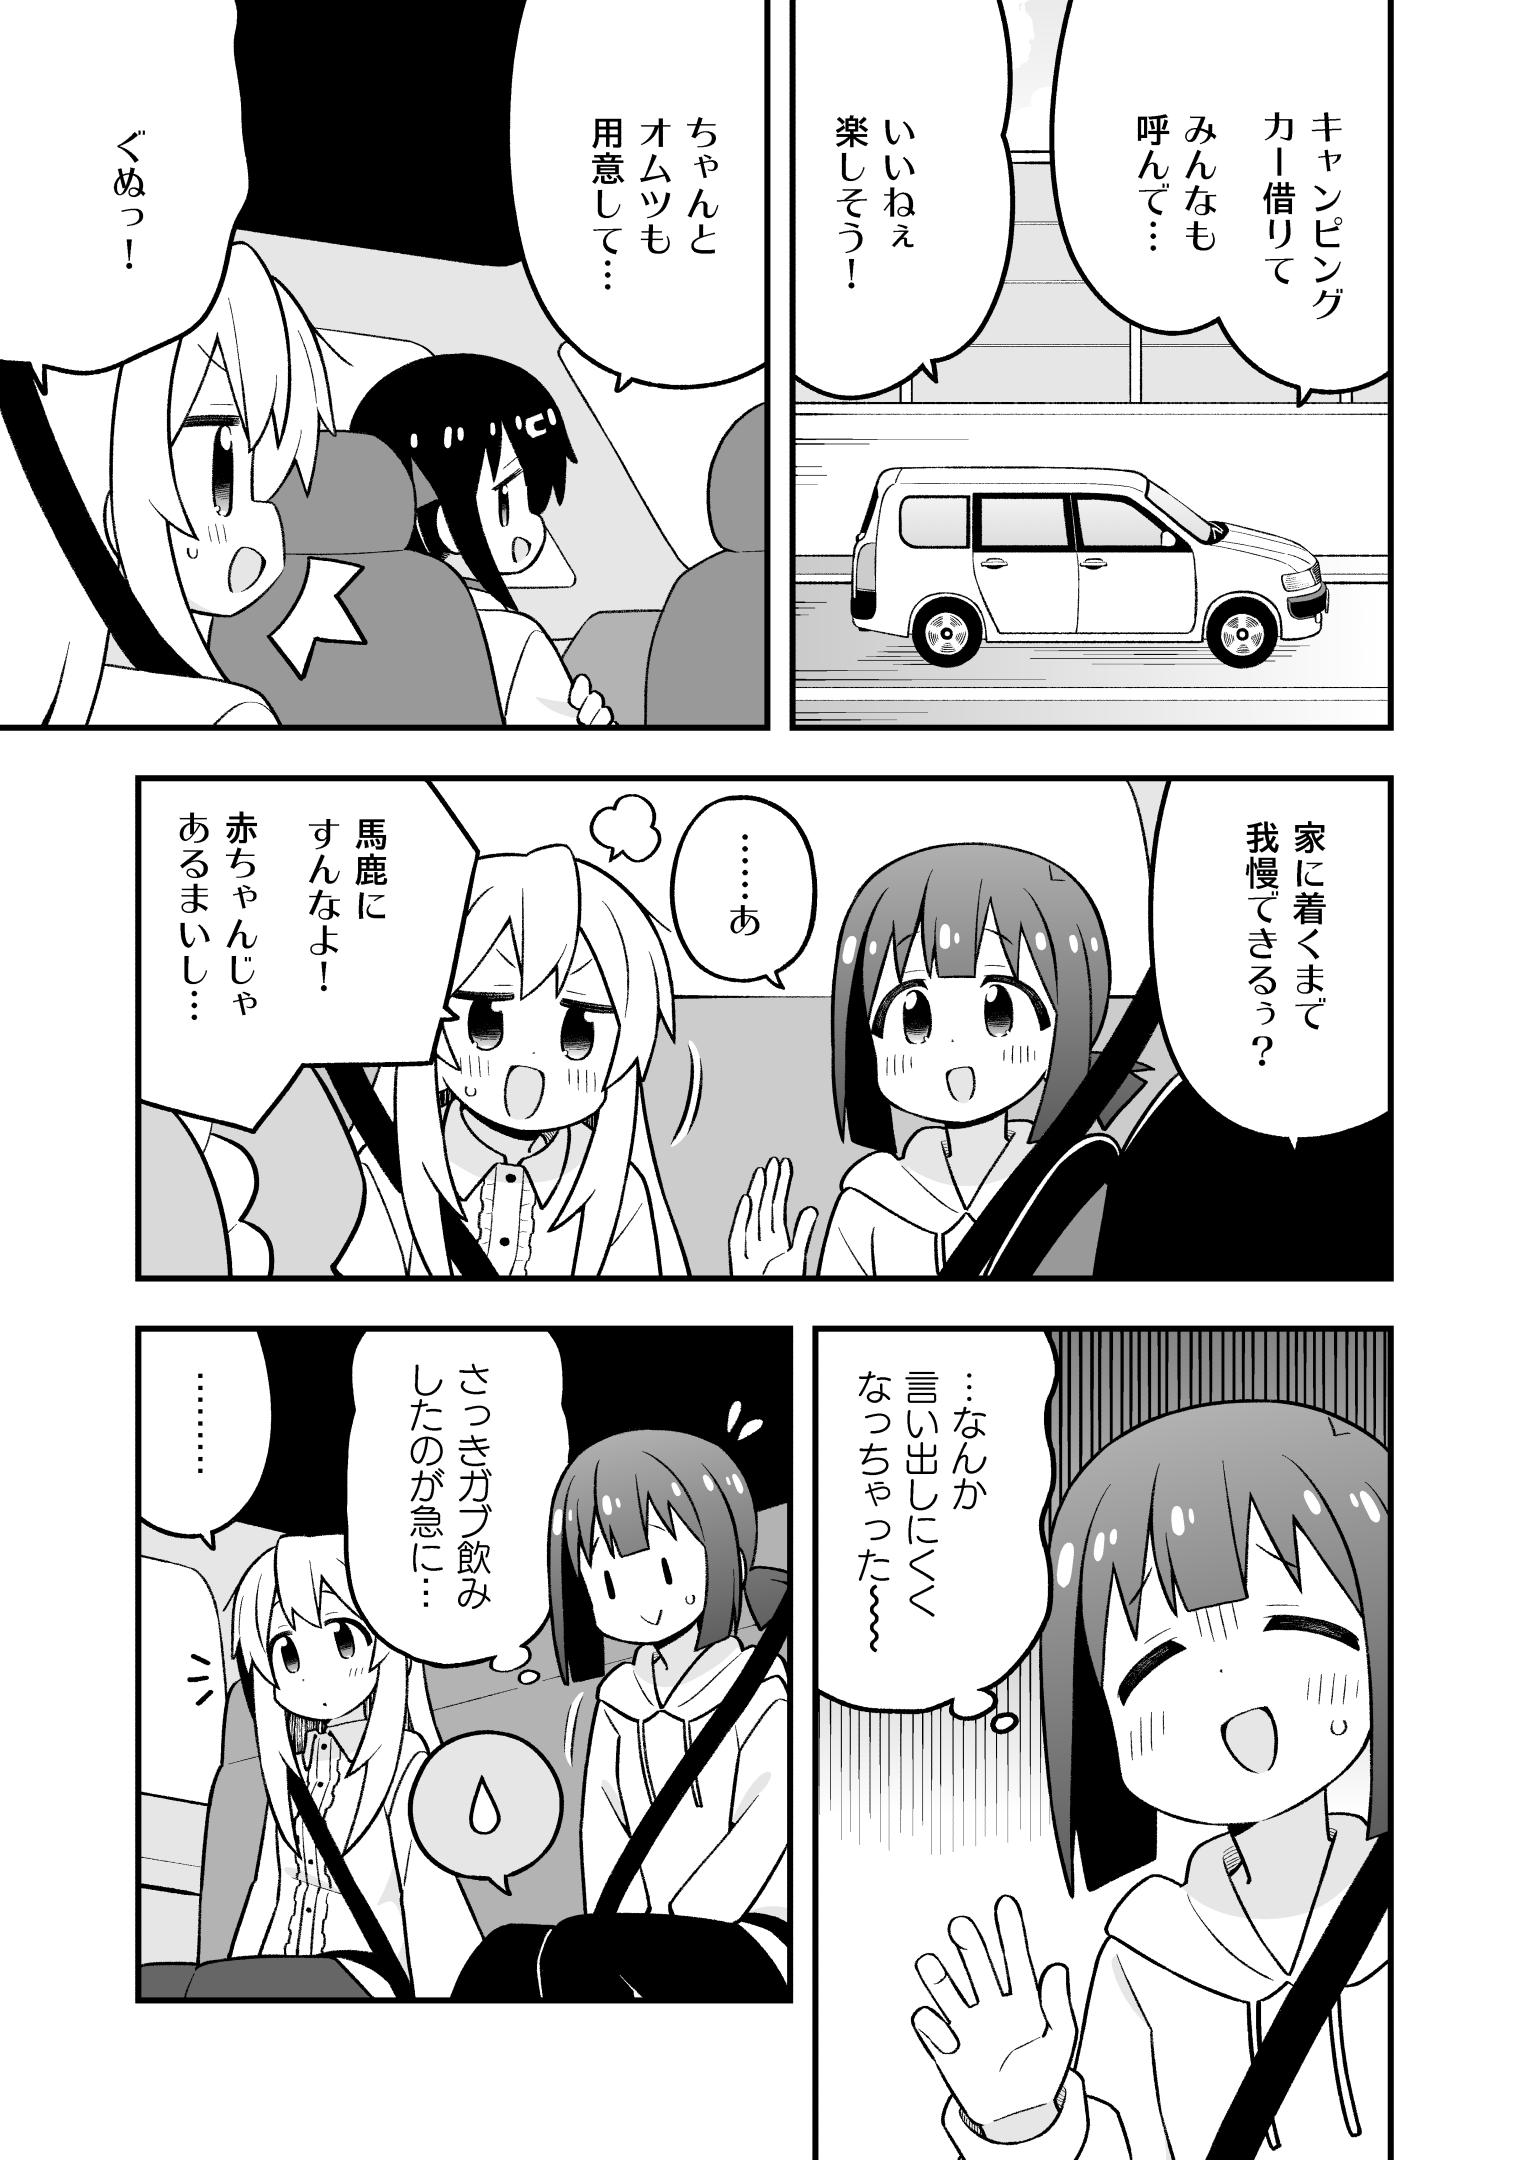 キャンピング
カー借りて
みんなも
呼んで…
いいねぇ
楽しそう！
ちゃんと
オムツも
用意して…
ぐぬっ！
家に着くまで
我慢できるぅ？
……あ
馬鹿に
すんなよ！
赤ちゃんじゃ
あるまいし…
…なんか
言い出しにくく
なっちゃった〜〜
さっきガブ飲み
したのが急に…
………